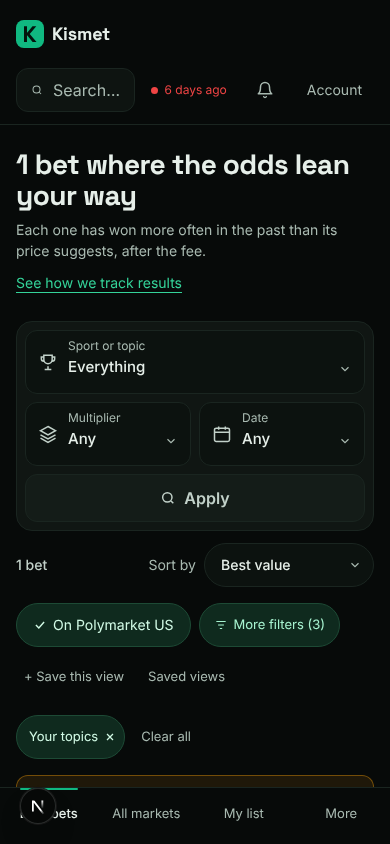 Kismet
Search...
6 days ago
Account
1 bet where the odds lean
your way
Each one has won more often in the past than its
price suggests, after the fee.
See how we track results
Sport or topic
Everything
Multiplier
Any
Date
Any
Apply
1 bet
Sort by
Best value
On Polymarket US
More filters (3)
+ Save this view
Saved views
Your topics ×
Clear all
N
bets
All markets
My list
More